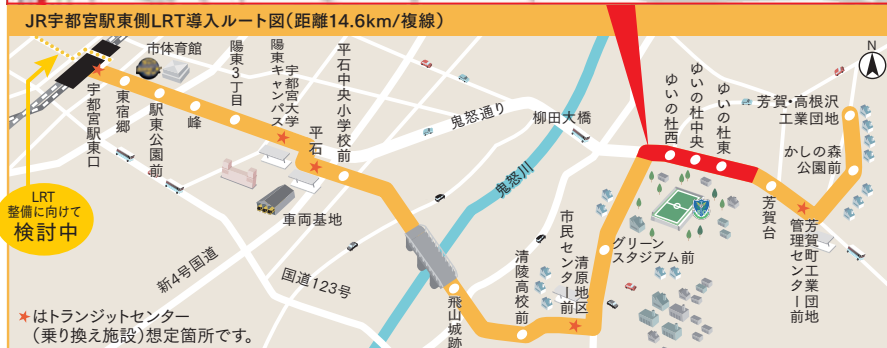 JR宇都宮駅東側LRT導入ルート図(距離14.6km/複線)
N
市体育館
宇都宮駅東口
東宿郷
駅東公園前
峰
陽東3丁目
宇都宮大学
陽東キャンパス
平石
平石中央小学校前
鬼怒通り
柳田大橋
鬼怒川
ゆいの杜西
ゆいの杜中央
ゆいの杜東
芳賀・高根沢
工業団地
かしの森
公園前
芳賀台
芳賀町工業団地
管理センター前
グリーン
スタジアム前
清原地区
市民センター前
清陵高校前
飛山城跡
車両基地
新4号国道
国道123号
LRT
整備に向けて
検討中
★はトランジットセンター
(乗り換え施設)想定箇所です。